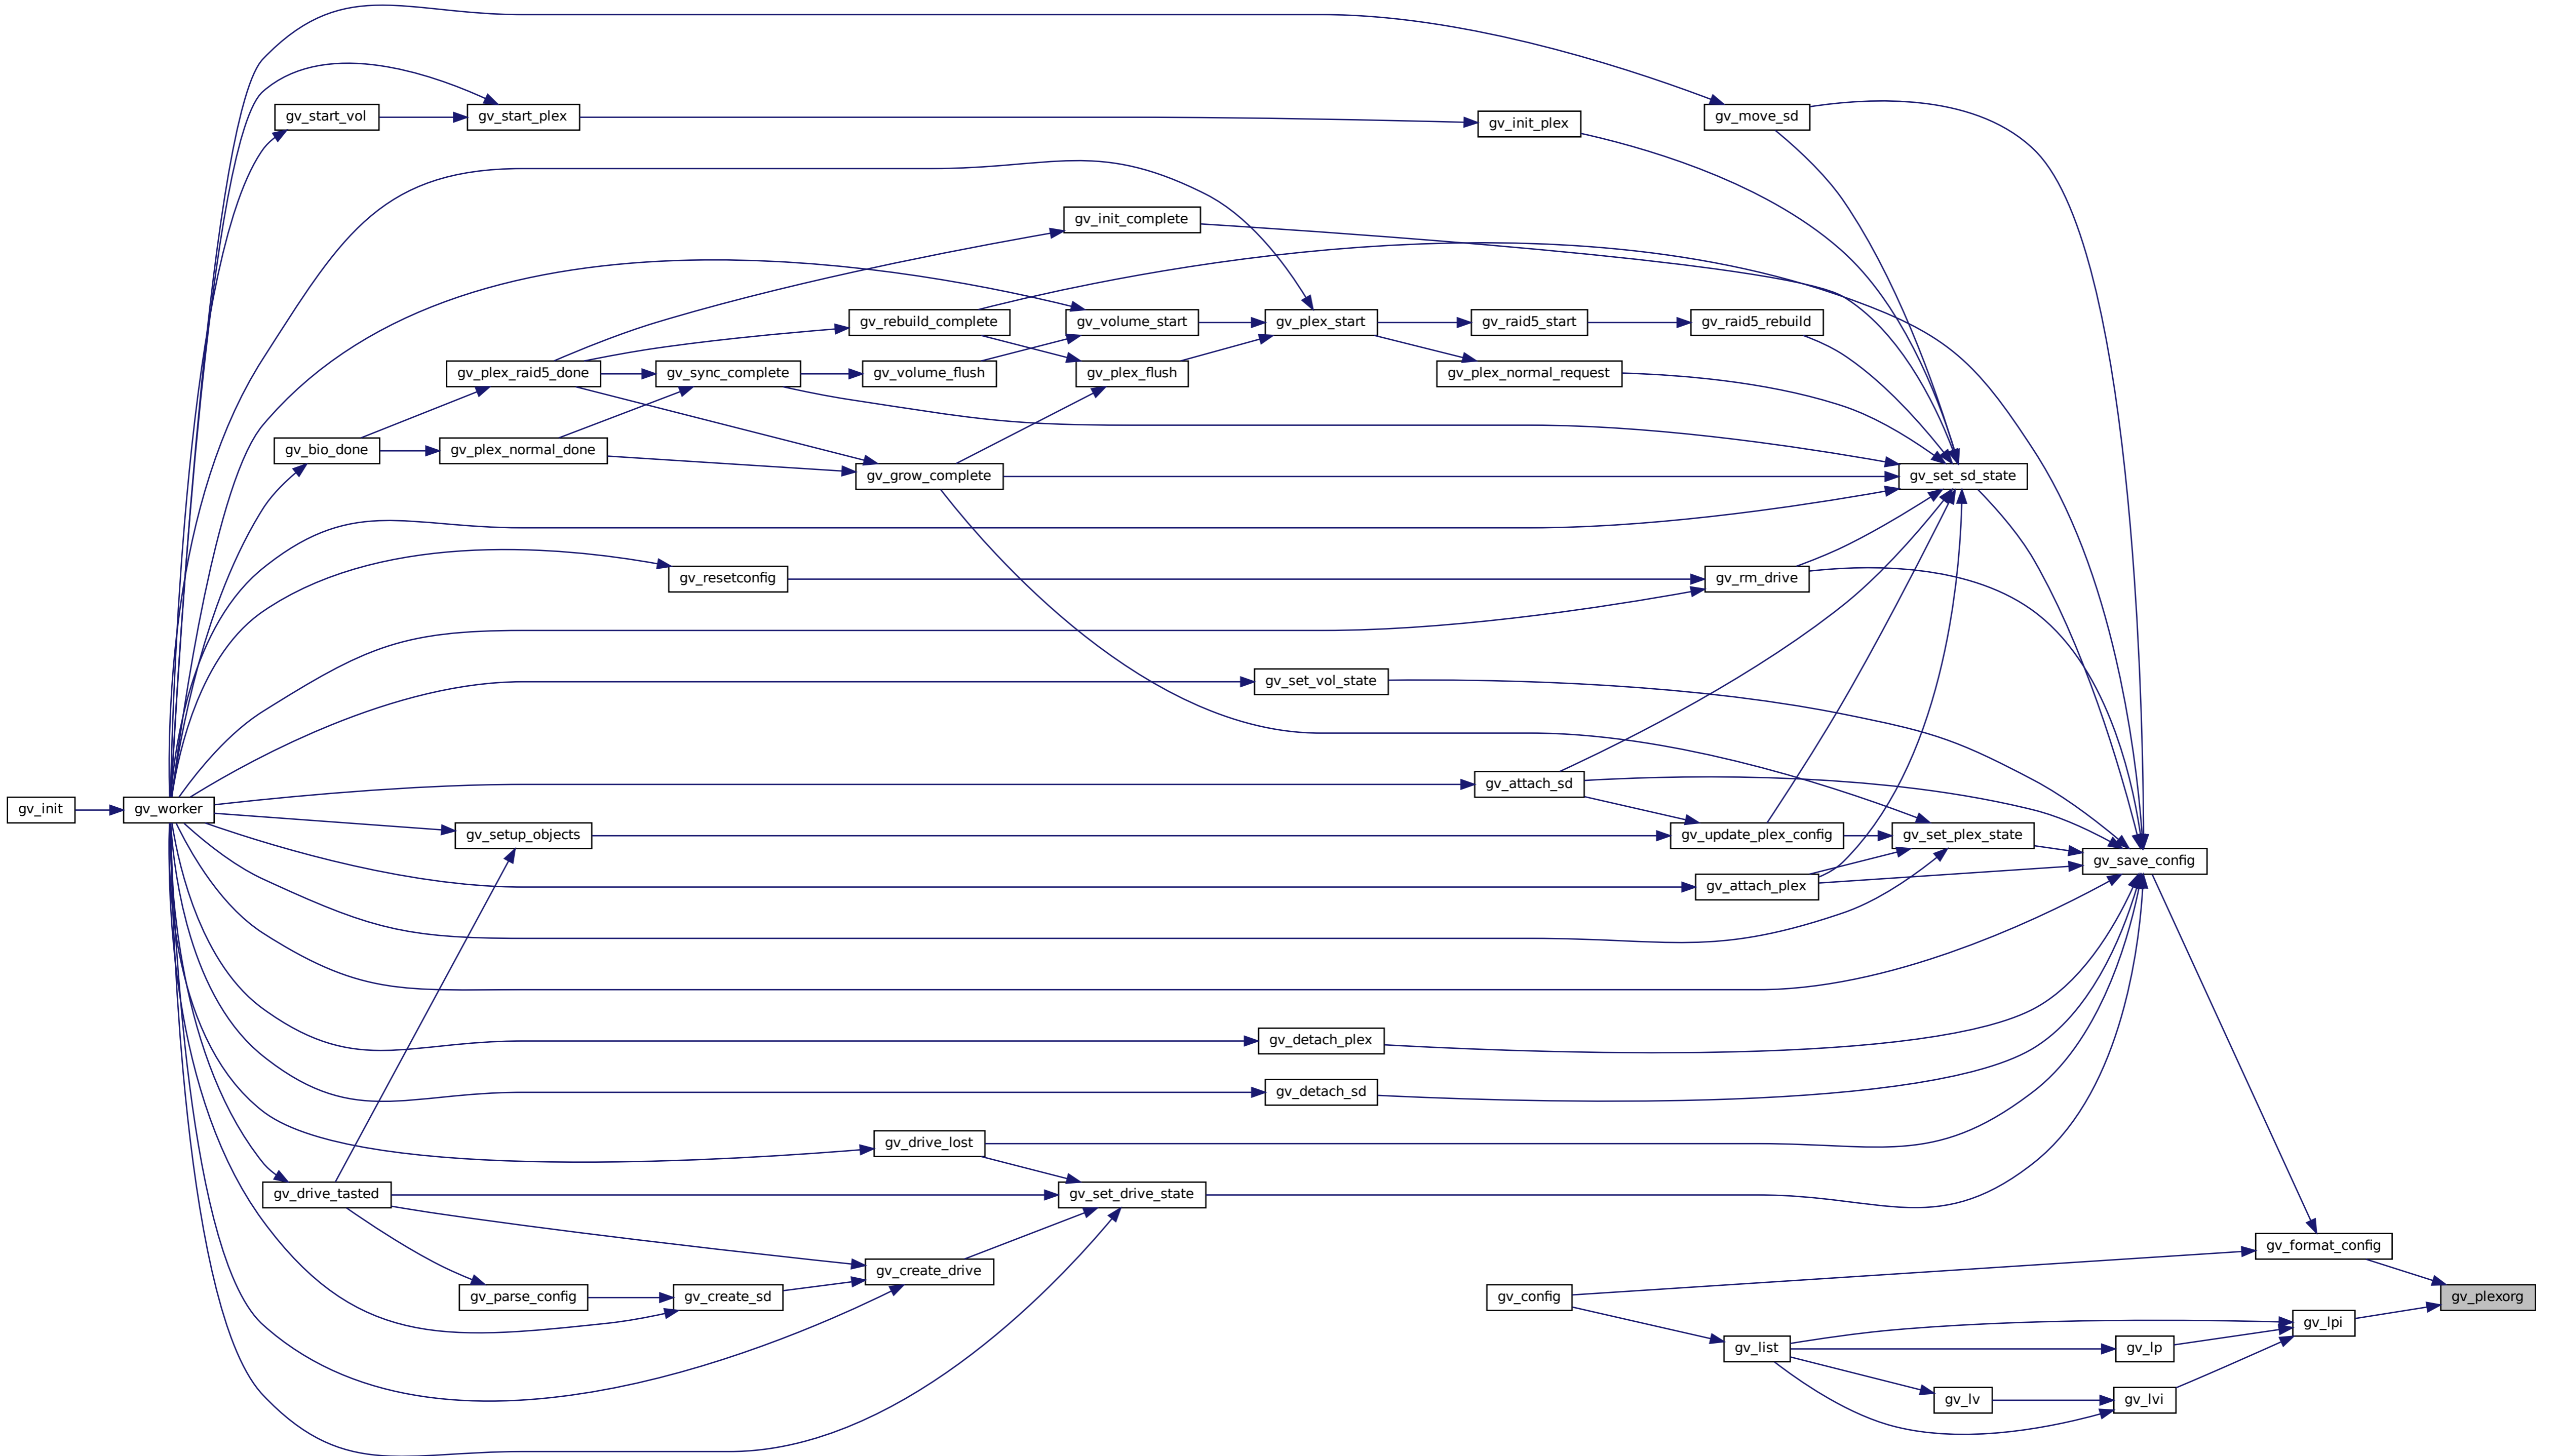 gv_start_vol
gv_start_plex
gv_init_plex
gv_move_sd
gv_init_complete
gv_rebuild_complete
gv_volume_start
gv_plex_start
gv_raid5_start
gv_raid5_rebuild
gv_plex_raid5_done
gv_sync_complete
gv_volume_flush
gv_plex_flush
gv_plex_normal_request
gv_bio_done
gv_plex_normal_done
gv_grow_complete
gv_set_sd_state
gv_resetconfig
gv_rm_drive
gv_set_vol_state
gv_attach_sd
gv_init
gv_worker
gv_setup_objects
gv_update_plex_config
gv_set_plex_state
gv_save_config
gv_attach_plex
gv_detach_plex
gv_detach_sd
gv_drive_lost
gv_drive_tasted
gv_set_drive_state
gv_format_config
gv_create_drive
gv_parse_config
gv_create_sd
gv_config
gv_plexorg
gv_lpi
gv_list
gv_lp
gv_lv
gv_lvi